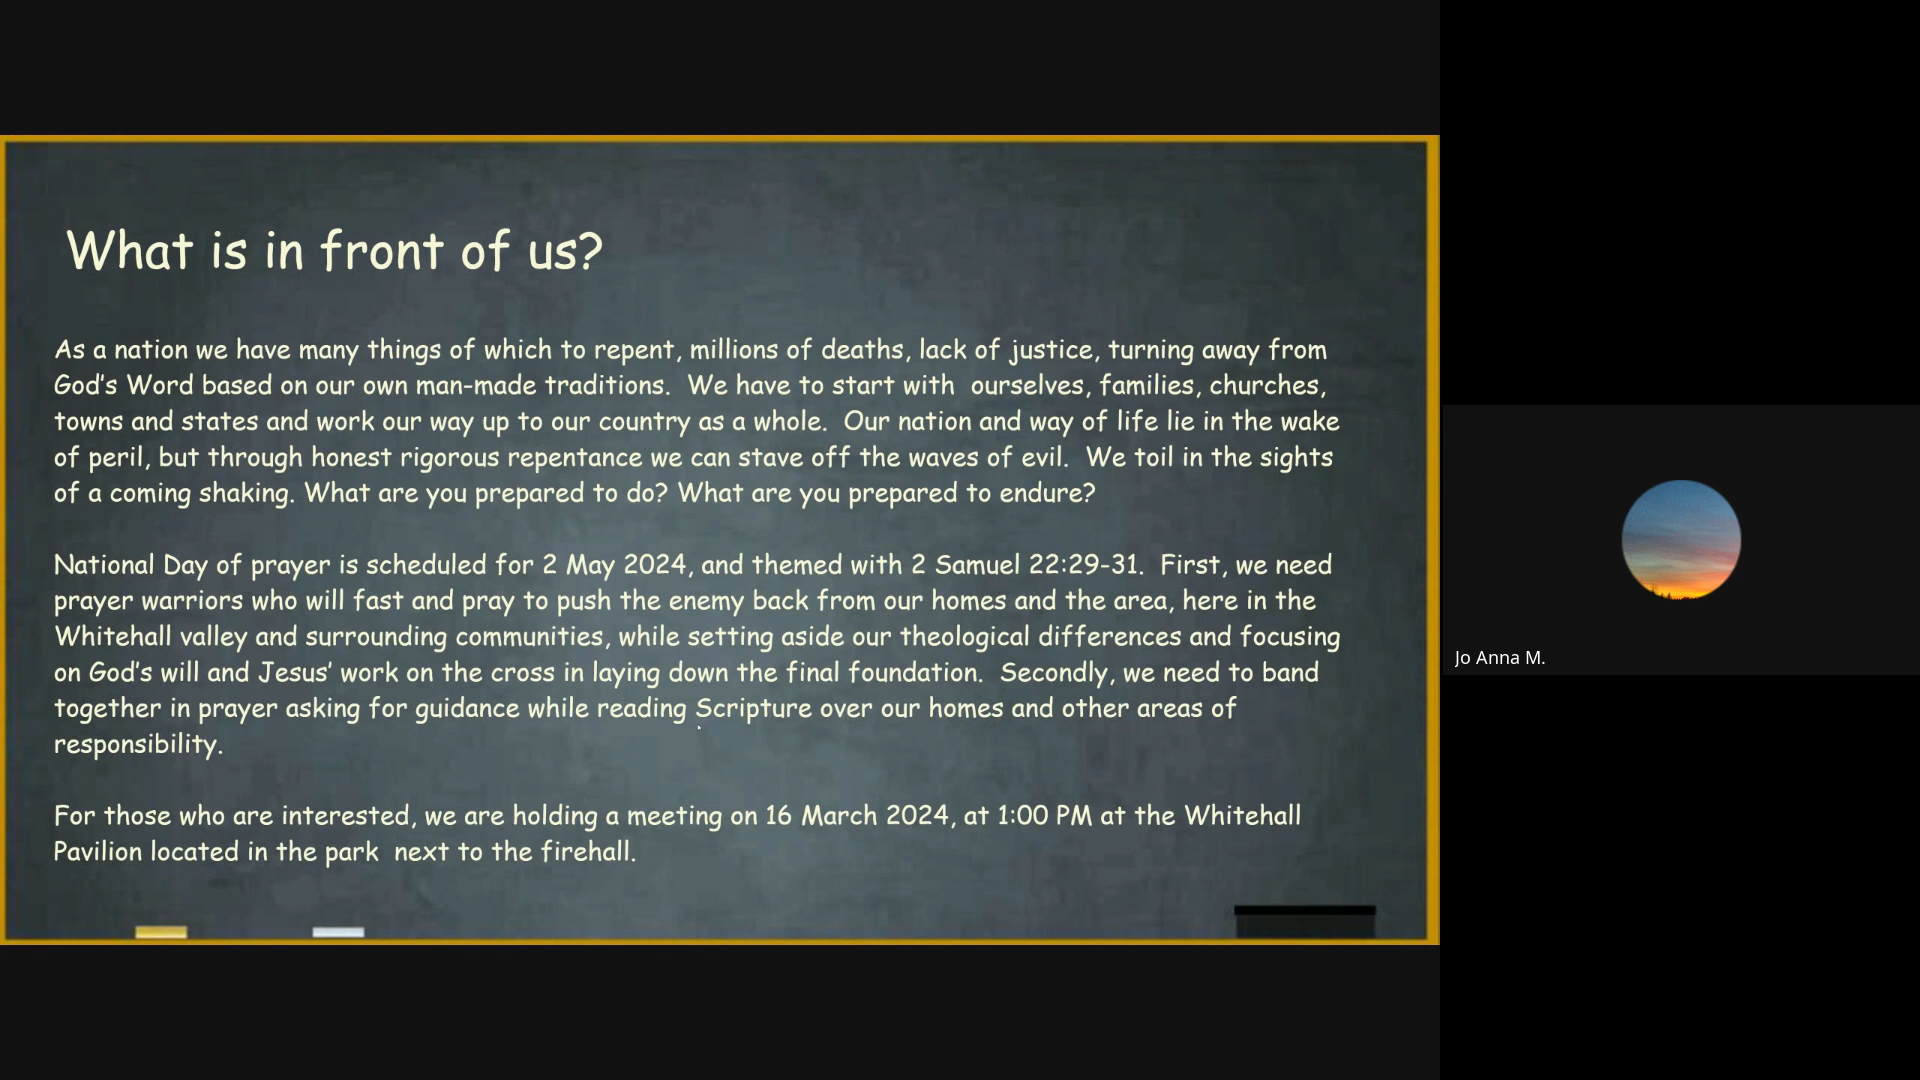 What is in front of us?
As a nation we have many things of which to repent, millions of deaths, lack of justice, turning away from
God's Word based on our own man-made traditions.  We have to start with  ourselves, families, churches,
towns and states and work our way up to our country as a whole.  Our nation and way of life lie in the wake
of peril, but through honest rigorous repentance we can stave off the waves of evil.  We toil in the sights
of a coming shaking. What are you prepared to do? What are you prepared to endure?
National Day of prayer is scheduled for 2 May 2024, and themed with 2 Samuel 22:29-31.  First, we need
prayer warriors who will fast and pray to push the enemy back from our homes and the area, here in the
Whitehall valley and surrounding communities, while setting aside our theological differences and focusing
on God's will and Jesus' work on the cross in laying down the final foundation.  Secondly, we need to band
together in prayer asking for guidance while reading Scripture over our homes and other areas of
responsibility.
For those who are interested, we are holding a meeting on 16 March 2024, at 1:00 PM at the Whitehall
Pavilion located in the park  next to the firehall.
Jo Anna M.